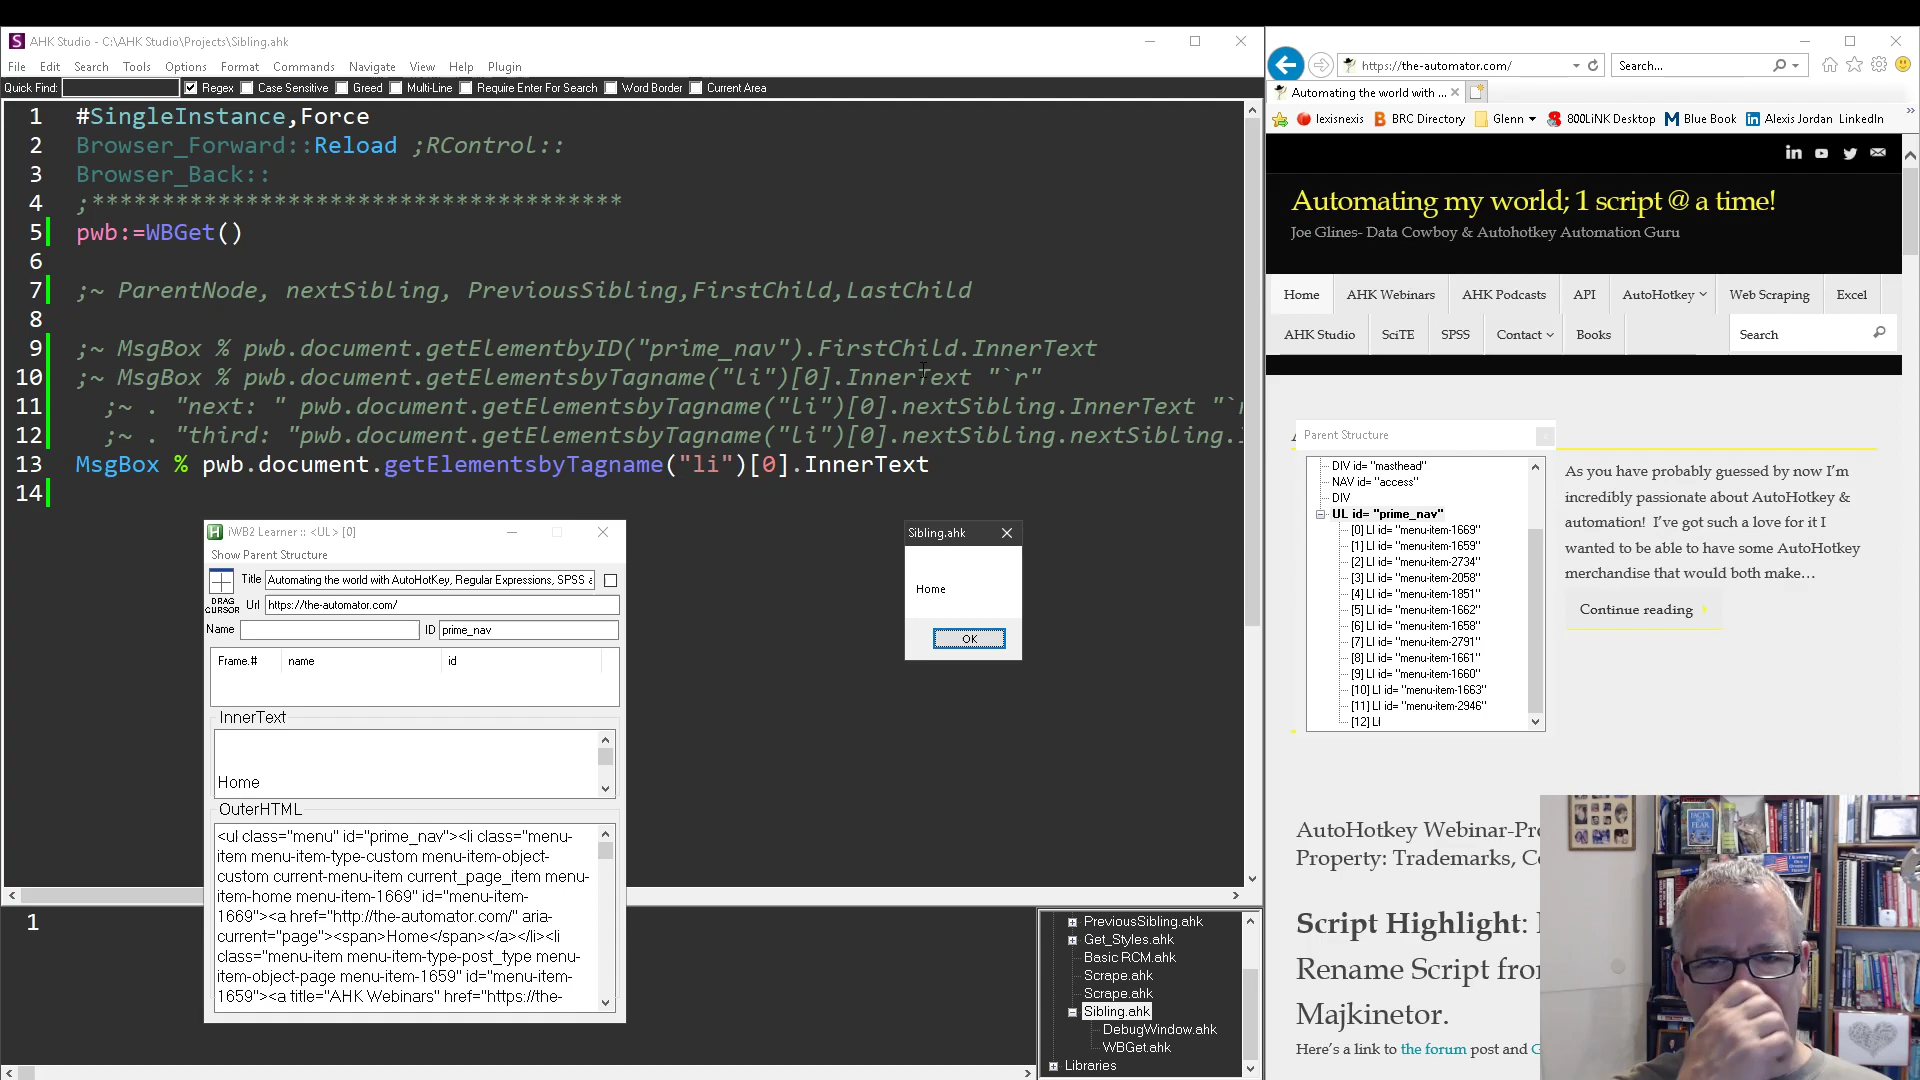 AHK Studio - C:\AHK Studio\Projects\Sibling.ahk
File Edit Search Tools Options Format Commands Navigate View Help Plugin
Quick Find: Regex Case Sensitive Greed Multi-Line Require Enter For Search Word Border Current Area
1 #SingleInstance,Force
2 Browser_Forward::Reload ;RControl::
3 Browser_Back::
4 ;***************************************
5 pwb:=WBGet()
6
7 ;~ ParentNode, nextSibling, PreviousSibling,FirstChild,LastChild
8
9 ;~ MsgBox % pwb.document.getElementbyID("prime_nav").FirstChild.InnerText
10 ;~ MsgBox % pwb.document.getElementsbyTagname("li")[0].InnerText "`r"
11 ;~ . "next: " pwb.document.getElementsbyTagname("li")[0].nextSibling.InnerText "`r
12 ;~ . "third: "pwb.document.getElementsbyTagname("li")[0].nextSibling.nextSibling.
13 MsgBox % pwb.document.getElementsbyTagname("li")[0].InnerText
14
iWB2 Learner :: <UL> [0]
Show Parent Structure
DRAG
CURSOR
Title Automating the world with AutoHotKey, Regular Expressions, SPSS
Url https://the-automator.com/
Name ID prime_nav
Frame.# name id
InnerText
Home
OuterHTML
<ul class="menu" id="prime_nav"><li class="menu-
item menu-item-type-custom menu-item-object-
custom current-menu-item current_page_item menu-
item-home menu-item-1669" id="menu-item-
1669"><a href="http://the-automator.com/" aria-
current="page"><span>Home</span></a></li><li
class="menu-item menu-item-type-post_type menu-
item-object-page menu-item-1659" id="menu-item-
1659"><a title="AHK Webinars" href="https://the-
Sibling.ahk
Home
OK
1
PreviousSibling.ahk
Get_Styles.ahk
Basic RCM.ahk
Scrape.ahk
Scrape.ahk
Sibling.ahk
DebugWindow.ahk
WBGet.ahk
Libraries
https://the-automator.com/
Search...
Automating the world with ...
lexisnexis BRC Directory Glenn 800LiNK Desktop Blue Book Alexis Jordan LinkedIn
Automating my world; 1 script @ a time!
Joe Glines- Data Cowboy & Autohotkey Automation Guru
Home AHK Webinars AHK Podcasts API AutoHotkey Web Scraping Excel
AHK Studio SciTE SPSS Contact Books Search
Parent Structure
DIV id= "masthead"
NAV id= "access"
DIV
UL id= "prime_nav"
[0] LI id= "menu-item-1669"
[1] LI id= "menu-item-1659"
[2] LI id= "menu-item-2734"
[3] LI id= "menu-item-2058"
[4] LI id= "menu-item-1851"
[5] LI id= "menu-item-1662"
[6] LI id= "menu-item-1658"
[7] LI id= "menu-item-2791"
[8] LI id= "menu-item-1661"
[9] LI id= "menu-item-1660"
[10] LI id= "menu-item-1663"
[11] LI id= "menu-item-2946"
[12] LI
As you have probably guessed by now I'm
incredibly passionate about AutoHotkey &
automation! I've got such a love for it I
wanted to be able to have some AutoHotkey
merchandise that would both make…
Continue reading
AutoHotkey Webinar-Pr
Property: Trademarks, C
Script Highlight:
Rename Script fro
Majkinetor.
Here's a link to the forum post and